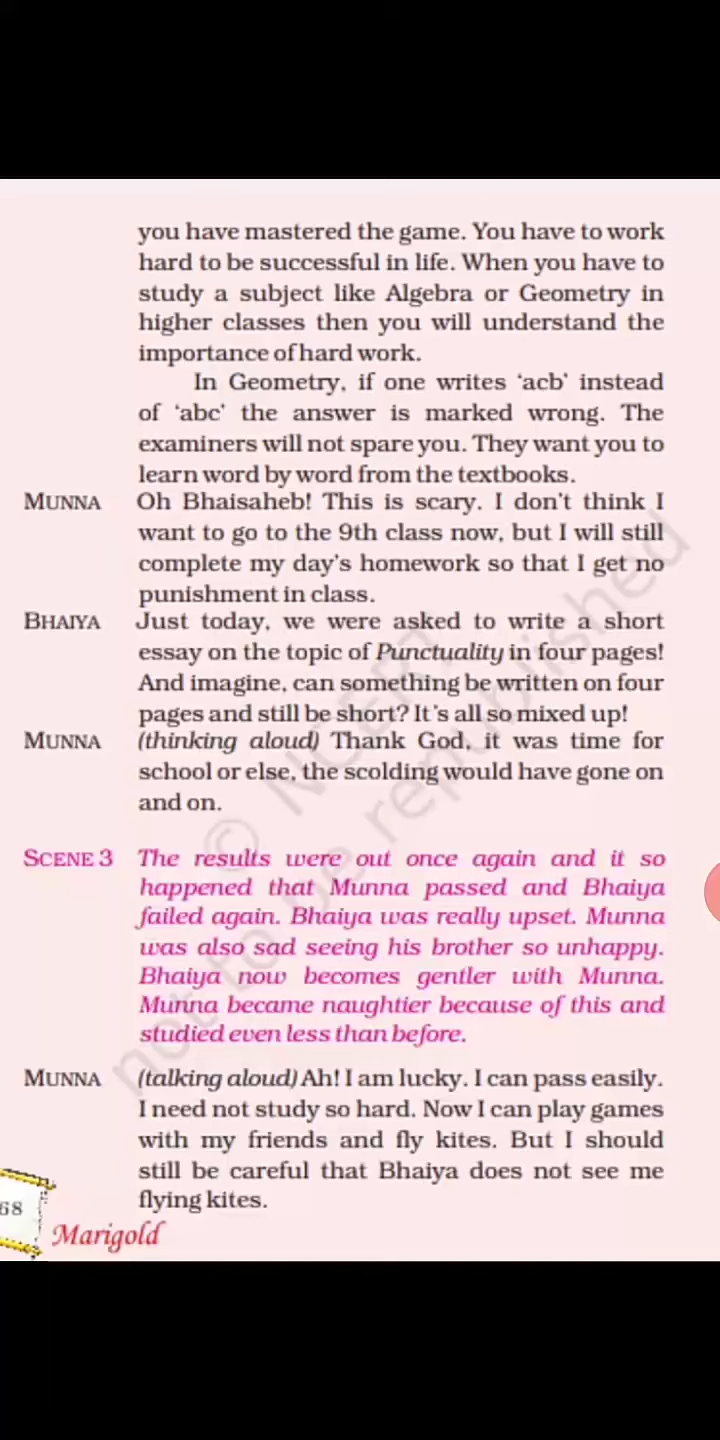 you have mastered the game. You have to work
hard to be successful in life. When you have to
study a subject like Algebra or Geometry in
higher classes then you will understand the
importance of hard work.
In Geometry, if one writes ‘acb’ instead
of ‘abc’ the answer is marked wrong. The
examiners will not spare you. They want you to
learn word by word from the textbooks.
MUNNA Oh Bhaisaheb! This is scary. I don’t think I
want to go to the 9th class now, but I will still
complete my day’s homework so that I get no
punishment in class.
BHAIYA Just today, we were asked to write a short
essay on the topic of Punctuality in four pages!
And imagine, can something be written on four
pages and still be short? It’s all so mixed up!
MUNNA (thinking aloud) Thank God, it was time for
school or else, the scolding would have gone on
and on.
SCENE 3 The results were out once again and it so
happened that Munna passed and Bhaiya
failed again. Bhaiya was really upset. Munna
was also sad seeing his brother so unhappy.
Bhaiya now becomes gentler with Munna.
Munna became naughtier because of this and
studied even less than before.
MUNNA (talking aloud) Ah! I am lucky. I can pass easily.
I need not study so hard. Now I can play games
with my friends and fly kites. But I should
still be careful that Bhaiya does not see me
flying kites.
68
Marigold
© NCERT
not to be republished